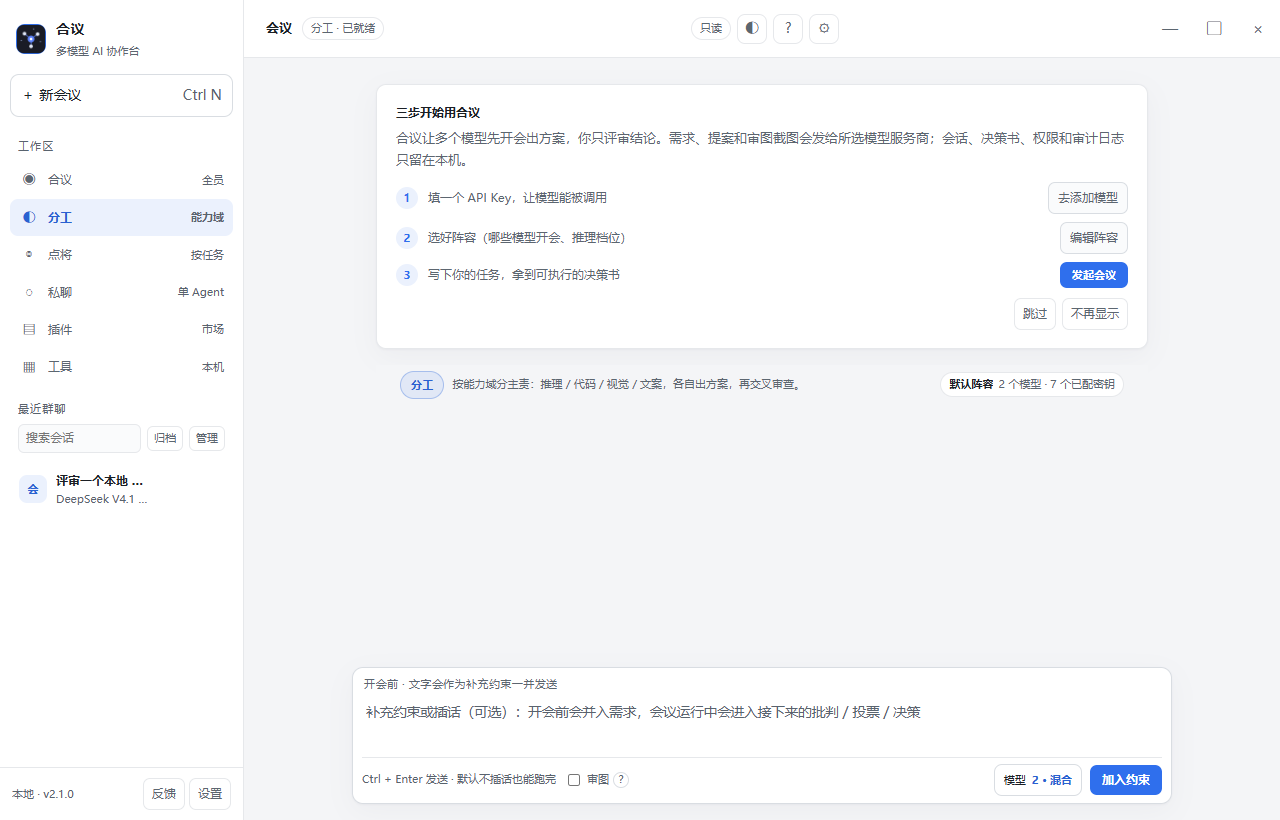 合议
多模型 AI 协作台
+ 新会议 Ctrl N
工作区
合议 全员
分工 能力域
点将 按任务
私聊 单 Agent
插件 市场
工具 本机
最近群聊
搜索会话 归档 管理
会 评审一个本地 ...
DeepSeek V4.1 ...
本地 · v2.1.0 反馈 设置
会议 分工 · 已就绪 只读 ?
三步开始用合议
合议让多个模型先开会出方案，你只评审结论。需求、提案和审图截图会发给所选模型服务商；会话、决策书、权限和审计日志
只留在本机。
1 填一个 API Key，让模型能被调用 去添加模型
2 选好阵容（哪些模型开会、推理档位） 编辑阵容
3 写下你的任务，拿到可执行的决策书 发起会议
跳过 不再显示
分工 按能力域分主责：推理 / 代码 / 视觉 / 文案，各自出方案，再交叉审查。 默认阵容 2 个模型 · 7 个已配密钥
开会前 · 文字会作为补充约束一并发送
补充约束或插话（可选）：开会前会并入需求，会议运行中会进入接下来的批判 / 投票 / 决策
Ctrl + Enter 发送 · 默认不插话也能跑完 审图 ? 模型 2 • 混合 加入约束